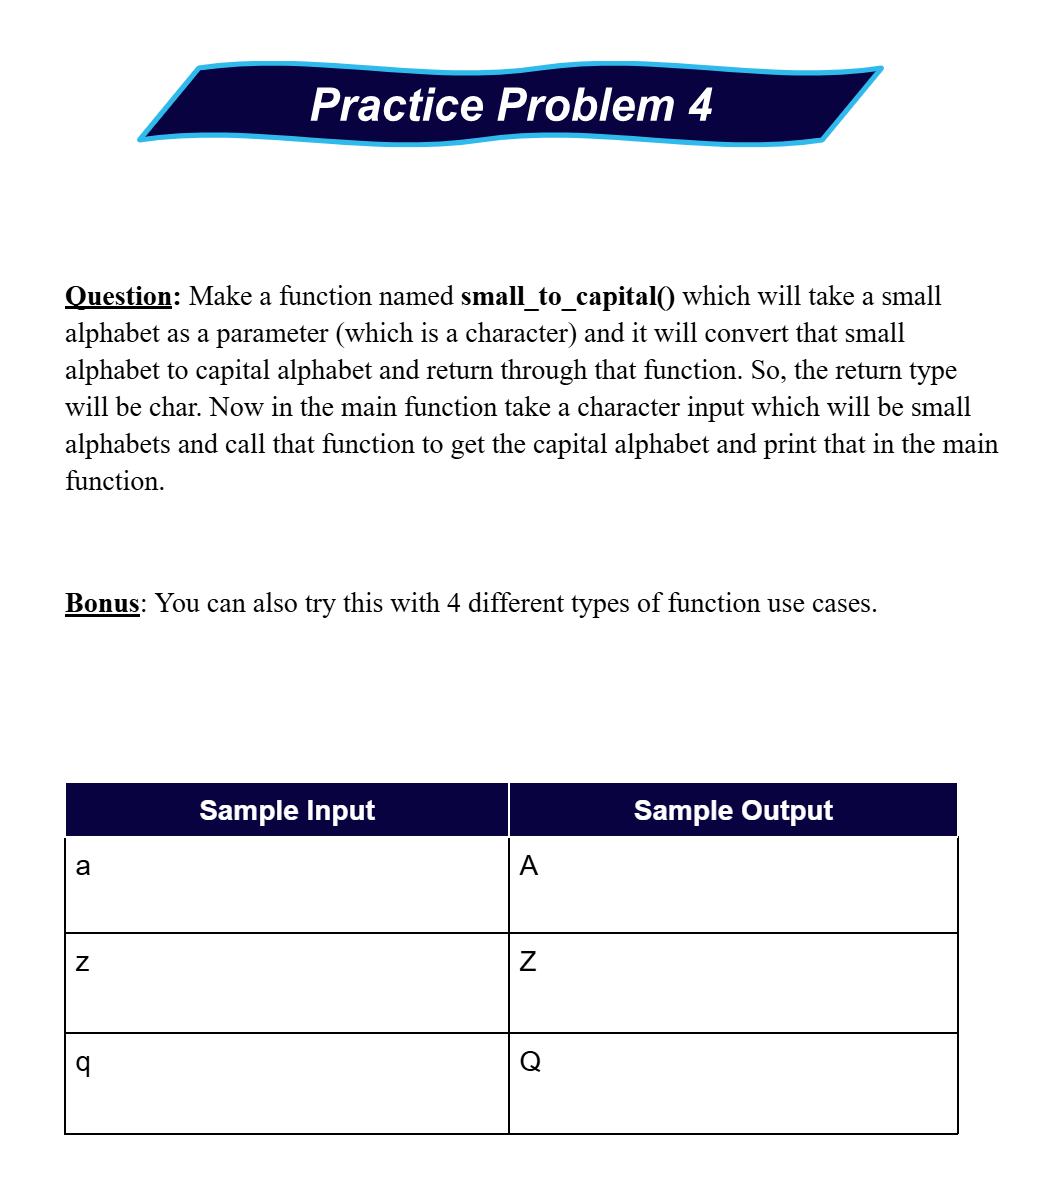 Practice Problem 4
Question: Make a function named small_to_capital() which will take a small
alphabet as a parameter (which is a character) and it will convert that small
alphabet to capital alphabet and return through that function. So, the return type
will be char. Now in the main function take a character input which will be small
alphabets and call that function to get the capital alphabet and print that in the main
function.
Bonus: You can also try this with 4 different types of function use cases.
Sample Input Sample Output
a A
z Z
q Q